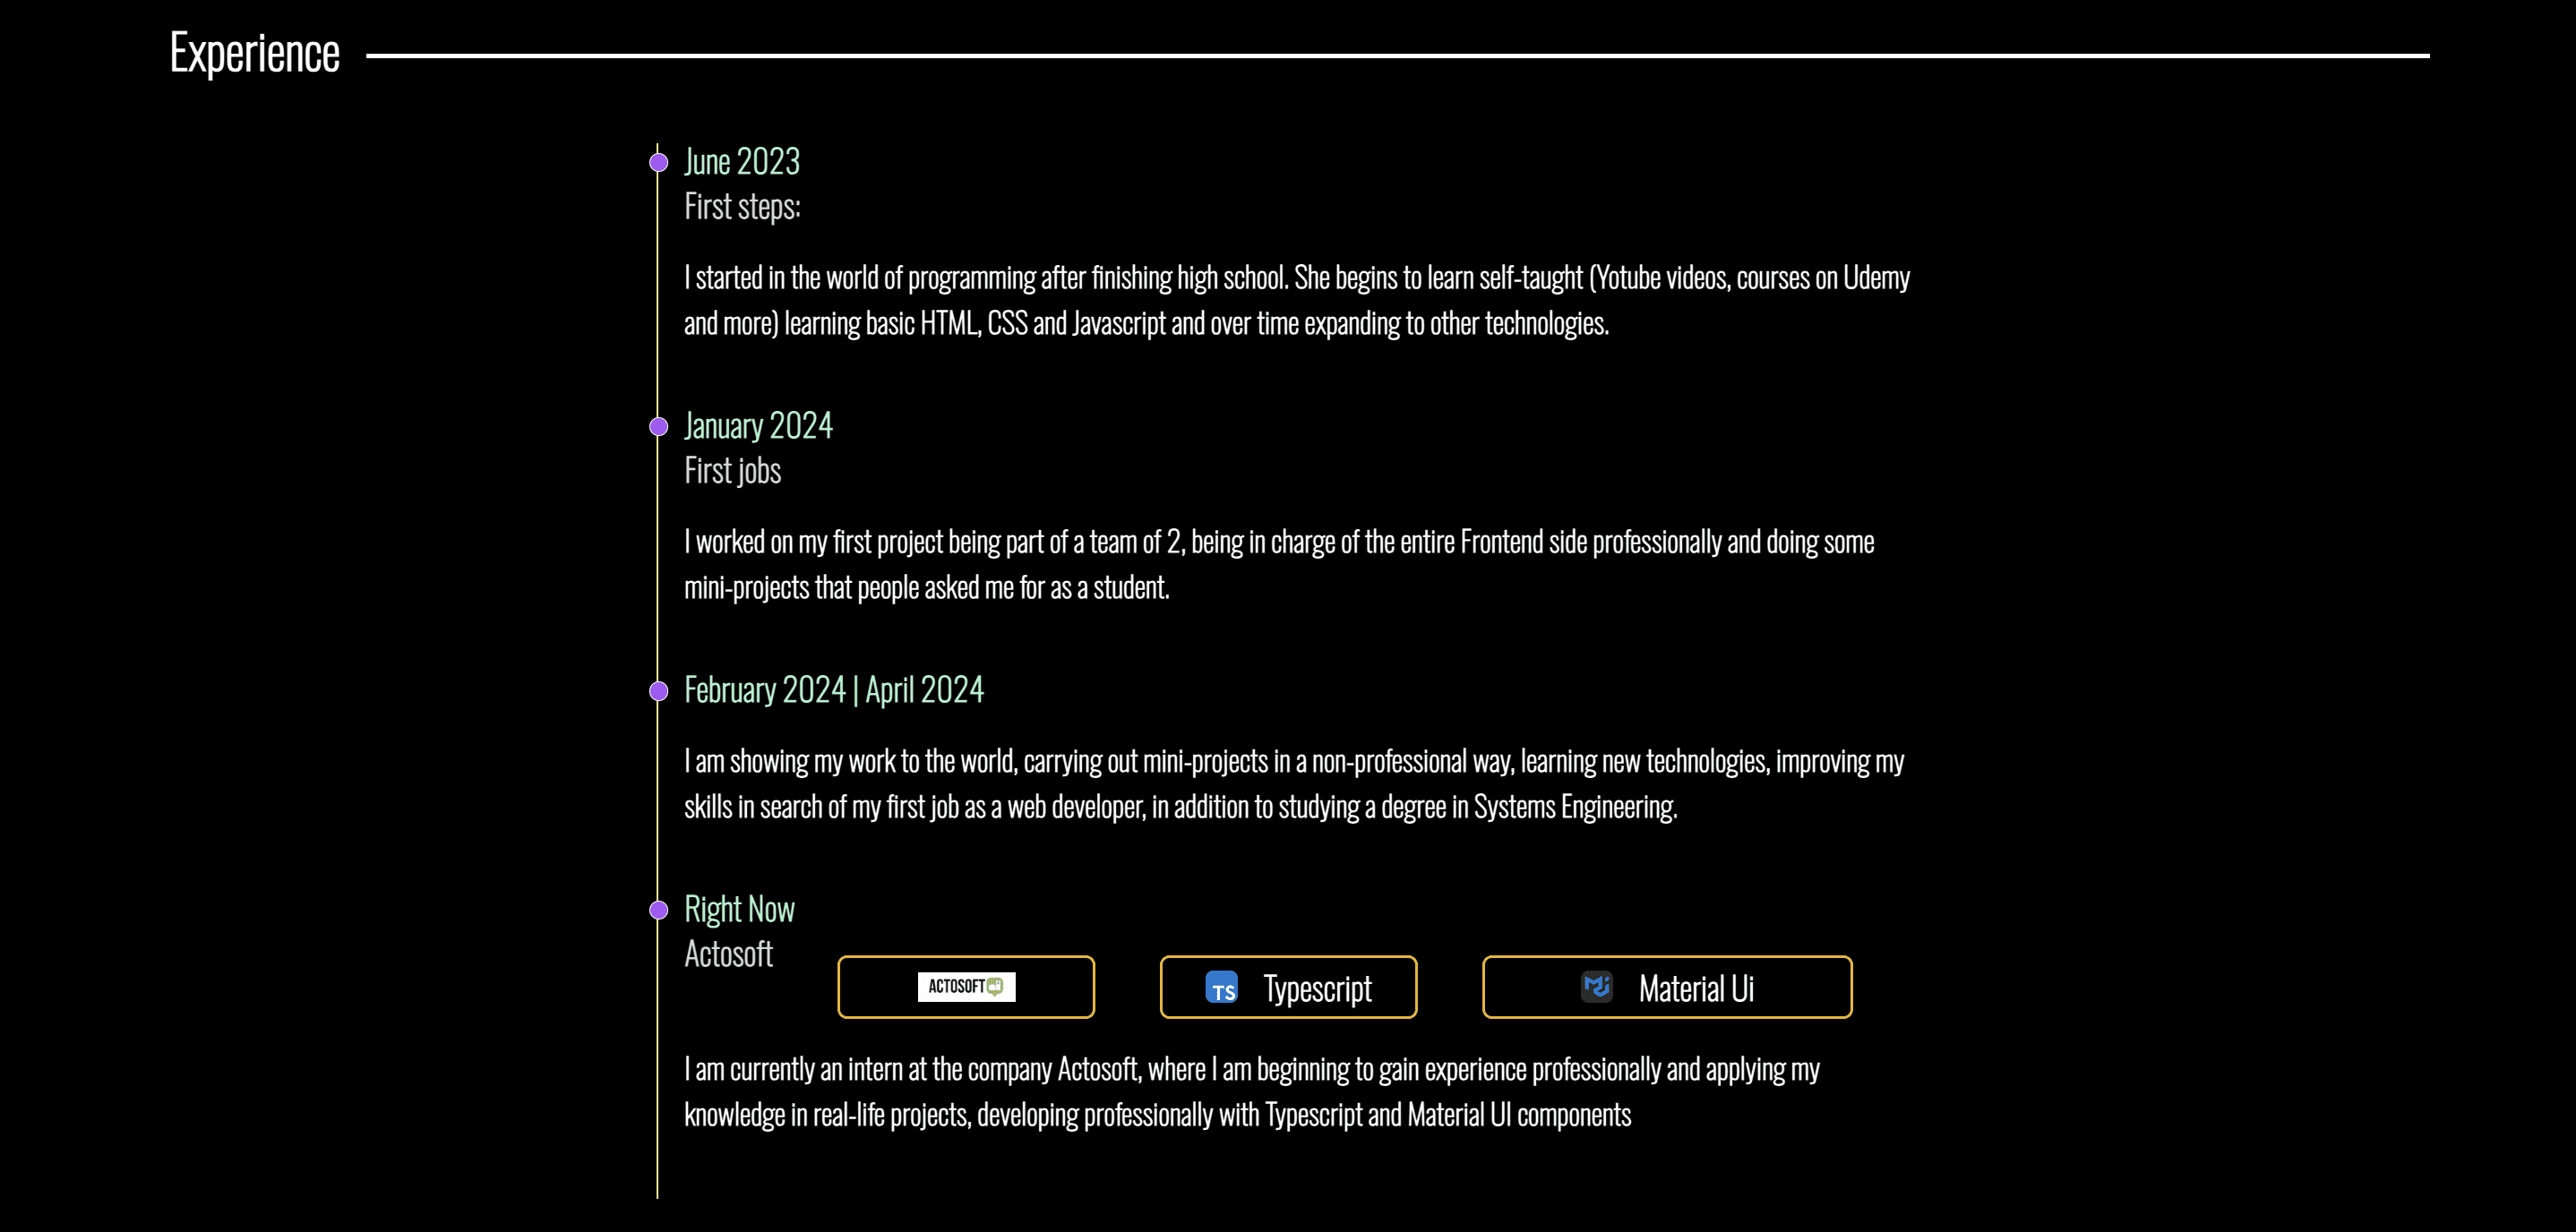 Experience
June 2023
First steps:
I started in the world of programming after finishing high school. She begins to learn self-taught (Yotube videos, courses on Udemy
and more) learning basic HTML, CSS and Javascript and over time expanding to other technologies.
January 2024
First jobs
I worked on my first project being part of a team of 2, being in charge of the entire Frontend side professionally and doing some
mini-projects that people asked me for as a student.
February 2024 | April 2024
I am showing my work to the world, carrying out mini-projects in a non-professional way, learning new technologies, improving my
skills in search of my first job as a web developer, in addition to studying a degree in Systems Engineering.
Right Now
Actosoft
ACTOSOFT
TS Typescript
Material Ui
I am currently an intern at the company Actosoft, where I am beginning to gain experience professionally and applying my
knowledge in real-life projects, developing professionally with Typescript and Material UI components